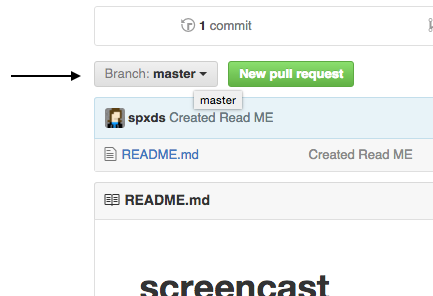 1 commit
Branch: master New pull request
master
spxds Created Read ME
README.md Created Read ME
README.md
screencast